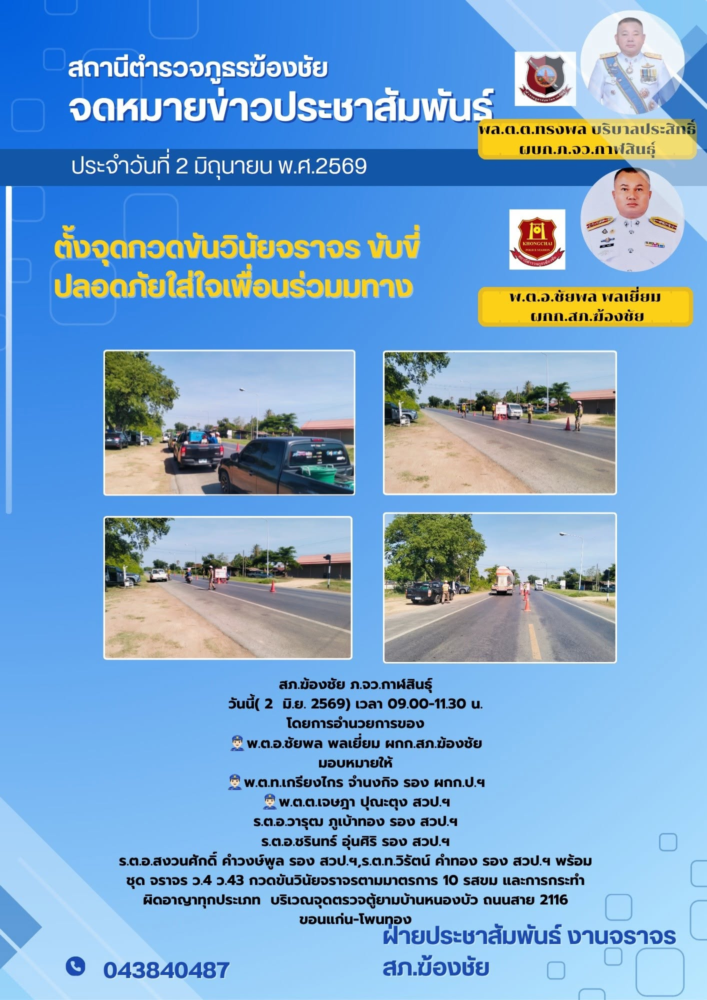 สถานีตำรวจภูธรฆ้องชัย
จดหมายข่าวประชาสัมพันธ์
พล.ต.ต.ทรงพล บริบาลประสิทธิ์
ผบก.ภ.จว.กาฬสินธุ์
ประจำวันที่ 2 มิถุนายน พ.ศ.2569
KHONGCHAI
POLICE STATION
สถานีตำรวจภูธรฆ้องชัย
ตั้งจุดกวดขันวินัยจราจร ขับขี่
ปลอดภัยใส่ใจเพื่อนร่วมมทาง
พ.ต.อ.ชัยพล พลเยี่ยม
ผกก.สภ.ฆ้องชัย
สภ.ฆ้องชัย ภ.จว.กาฬสินธุ์
วันนี้( 2 มิ.ย. 2569) เวลา 09.00-11.30 น.
โดยการอำนวยการของ
👮🏻‍♂️พ.ต.อ.ชัยพล พลเยี่ยม ผกก.สภ.ฆ้องชัย
มอบหมายให้
👮🏻‍♂️พ.ต.ท.เกรียงไกร จำนงกิจ รอง ผกก.ป.ฯ
👮🏻‍♂️พ.ต.ต.เจษฎา ปุณะตุง สวป.ฯ
ร.ต.อ.วารุฒ ภูเบ้าทอง รอง สวป.ฯ
ร.ต.อ.ชรินทร์ อุ่นศิริ รอง สวป.ฯ
ร.ต.อ.สงวนศักดิ์ คำวงษ์พูล รอง สวป.ฯ,ร.ต.ท.วิรัตน์ คำทอง รอง สวป.ฯ พร้อม
ชุด จราจร ว.4 ว.43 กวดขันวินัยจราจรตามมาตรการ 10 รสขม และการกระทำ
ผิดอาญาทุกประเภท บริเวณจุดตรวจตู้ยามบ้านหนองบัว ถนนสาย 2116
ขอนแก่น-โพนทอง
ฝ่ายประชาสัมพันธ์ งานจราจร
สภ.ฆ้องชัย
043840487